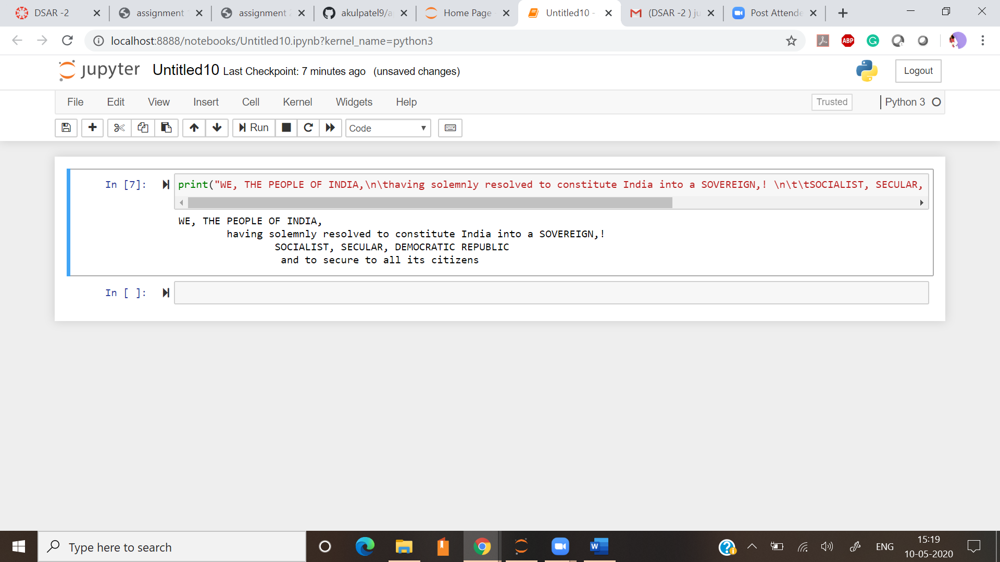 DSAR -2
assignment
assignment 2
akulpatel9/a
Home Page
Untitled10 -
(DSAR -2 ) ju
Post Attende
localhost:8888/notebooks/Untitled10.ipynb?kernel_name=python3
ABP
jupyter Untitled10 Last Checkpoint: 7 minutes ago (unsaved changes)
Logout
File Edit View Insert Cell Kernel Widgets Help
Trusted
Python 3
Run
Code
In [7]:
print("WE, THE PEOPLE OF INDIA,\n\thaving solemnly resolved to constitute India into a SOVEREIGN,! \n\t\tSOCIALIST, SECULAR,
WE, THE PEOPLE OF INDIA,
having solemnly resolved to constitute India into a SOVEREIGN,!
SOCIALIST, SECULAR, DEMOCRATIC REPUBLIC
and to secure to all its citizens
In [ ]:
Type here to search
ENG
15:19
10-05-2020